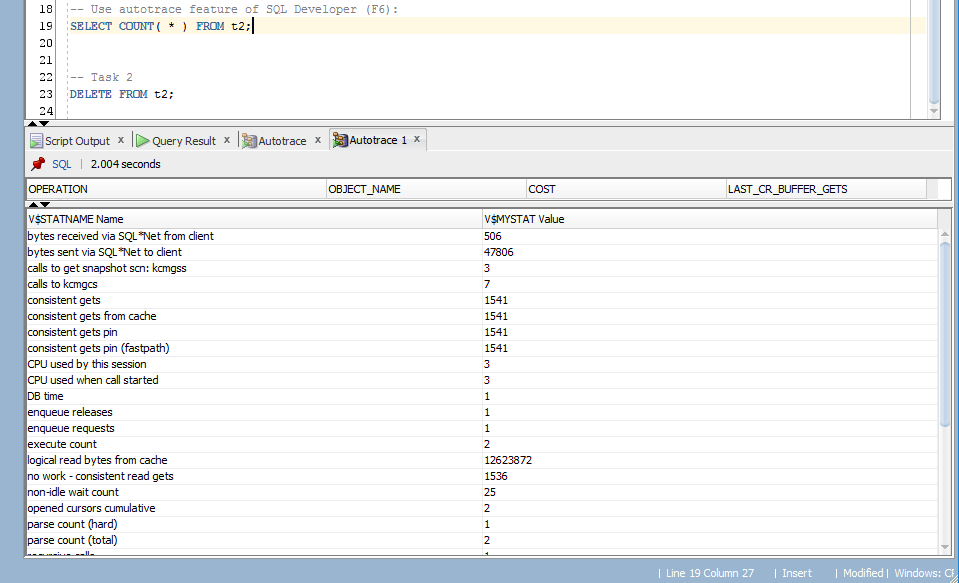 18 -- Use autotrace feature of SQL Developer (F6):
19 SELECT COUNT( * ) FROM t2;
20
21
22 -- Task 2
23 DELETE FROM t2;
24
Script Output x Query Result x Autotrace x Autotrace 1 x
SQL | 2.004 seconds
OPERATION OBJECT_NAME COST LAST_CR_BUFFER_GETS
V$STATNAME Name V$MYSTAT Value
bytes received via SQL*Net from client 506
bytes sent via SQL*Net to client 47806
calls to get snapshot scn: kcmgss 3
calls to kcmgcs 7
consistent gets 1541
consistent gets from cache 1541
consistent gets pin 1541
consistent gets pin (fastpath) 1541
CPU used by this session 3
CPU used when call started 3
DB time 1
enqueue releases 1
enqueue requests 1
execute count 2
logical read bytes from cache 12623872
no work - consistent read gets 1536
non-idle wait count 25
opened cursors cumulative 2
parse count (hard) 1
parse count (total) 2
recursive calls 1
| Line 19 Column 27 | Insert | Modified | Windows: CF